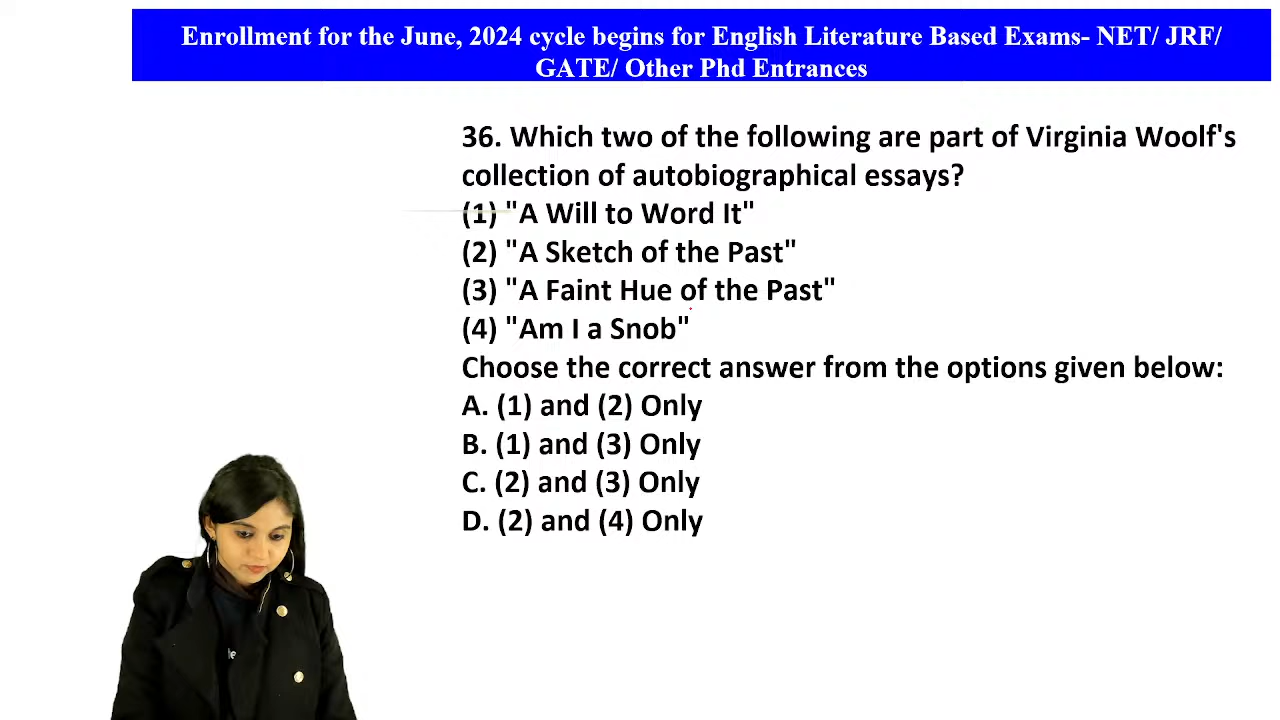 Enrollment for the June, 2024 cycle begins for English Literature Based Exams- NET/ JRF/
GATE/ Other Phd Entrances
36. Which two of the following are part of Virginia Woolf's
collection of autobiographical essays?
(1) "A Will to Word It"
(2) "A Sketch of the Past"
(3) "A Faint Hue of the Past"
(4) "Am I a Snob"
Choose the correct answer from the options given below:
A. (1) and (2) Only
B. (1) and (3) Only
C. (2) and (3) Only
D. (2) and (4) Only